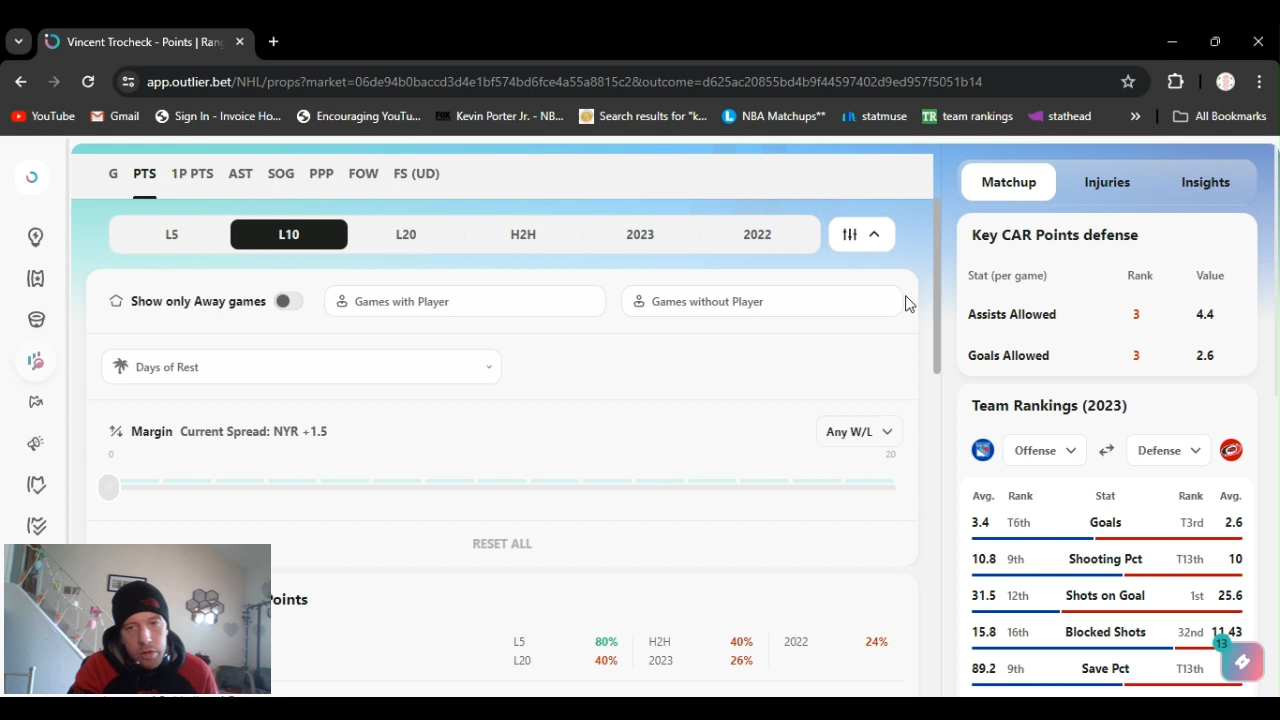 Vincent Trocheck - Points | Rang
app.outlier.bet/NHL/props?market=06de94b0baccd3d4e1bf574bd6fce4a55a8815c2&outcome=d625ac20855bd4b9f44597402d9ed957f5051b14
YouTube Gmail Sign In - Invoice Ho... Encouraging YouTu... FOX Kevin Porter Jr. - NB... Search results for "k... NBA Matchups** statmuse TR team rankings stathead » All Bookmarks
G PTS 1P PTS AST SOG PPP FOW FS (UD)
L5 L10 L20 H2H 2023 2022
Show only Away games Games with Player Games without Player
Days of Rest
Margin Current Spread: NYR +1.5 Any W/L
0 20
RESET ALL
Points
L5 80% H2H 40% 2022 24%
L20 40% 2023 26%
Matchup Injuries Insights
Key CAR Points defense
Stat (per game) Rank Value
Assists Allowed 3 4.4
Goals Allowed 3 2.6
Team Rankings (2023)
Offense Defense
Avg. Rank Stat Rank Avg.
3.4 T6th Goals T3rd 2.6
10.8 9th Shooting Pct T13th 10
31.5 12th Shots on Goal 1st 25.6
15.8 16th Blocked Shots 32nd 11.43
13
89.2 9th Save Pct T13th